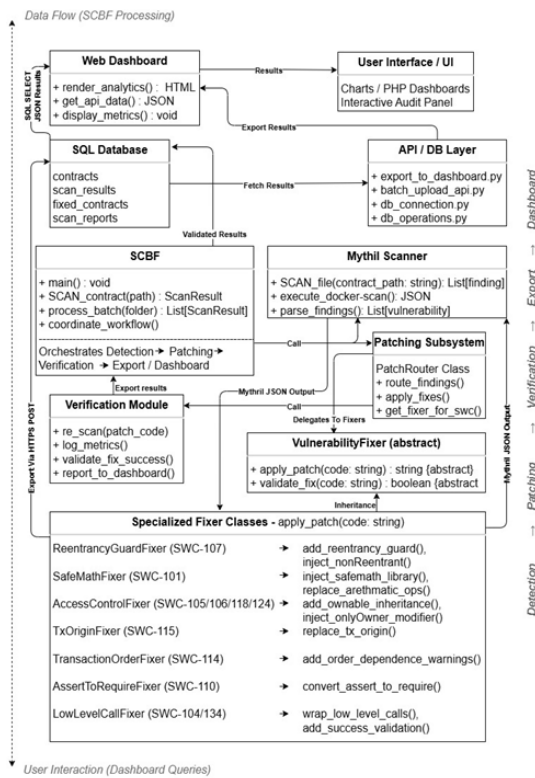 Data Flow (SCBF Processing)
Web Dashboard
+ render_analytics() : HTML
+ get_api_data() : JSON
+ display_metrics() : void
Results
User Interface / UI
Charts / PHP Dashboards
Interactive Audit Panel
SQL SELECT
JSON Results
Export Results
SQL Database
contracts
scan_results
fixed_contracts
scan_reports
Fetch Results
API / DB Layer
+ export_to_dashboard.py
+ batch_upload_api.py
+ db_connection.py
+ db_operations.py
Validated Results
SCBF
+ main() : void
+ SCAN_contract(path) : ScanResult
+ process_batch(folder) : List[ScanResult]
+ coordinate_workflow()
Orchestrates Detection → Patching→
Verification → Export / Dashboard
Mythil Scanner
+ SCAN_file(contract_path: string): List[finding]
+ execute_docker-scan(): JSON
+ parse_findings(): List[vulnerability]
Call
Patching Subsystem
PatchRouter Class
+ route_findings()
+ apply_fixes()
+ get_fixer_for_swc()
Export results
Mythril JSON Output
Call
Delegates To Fixers
Verification Module
+ re_scan(patch_code)
+ log_metrics()
+ validate_fix_success()
+ report_to_dashboard()
VulnerabilityFixer (abstract)
+ apply_patch(code: string) : string {abstract}
+ validate_fix(code: string) : boolean {abstract
Inheritance
Export Via HTTPS POST
Mythril JSON Output
Specialized Fixer Classes - apply_patch(code: string)
ReentrancyGuardFixer (SWC-107) → add_reentrancy_guard(),
inject_nonReentrant()
SafeMathFixer (SWC-101) → inject_safemath_library(),
replace_arethmatic_ops()
AccessControlFixer (SWC-105/106/118/124) → add_ownable_inheritance(),
inject_onlyOwner_modifier()
TxOriginFixer (SWC-115) → replace_tx_origin()
TransactionOrderFixer (SWC-114) → add_order_dependence_warnings()
AssertToRequireFixer (SWC-110) → convert_assert_to_require()
LowLevelCallFixer (SWC-104/134) → wrap_low_level_calls(),
add_success_validation()
Detection → Patching → Verification → Export → Dashboard
User Interaction (Dashboard Queries)